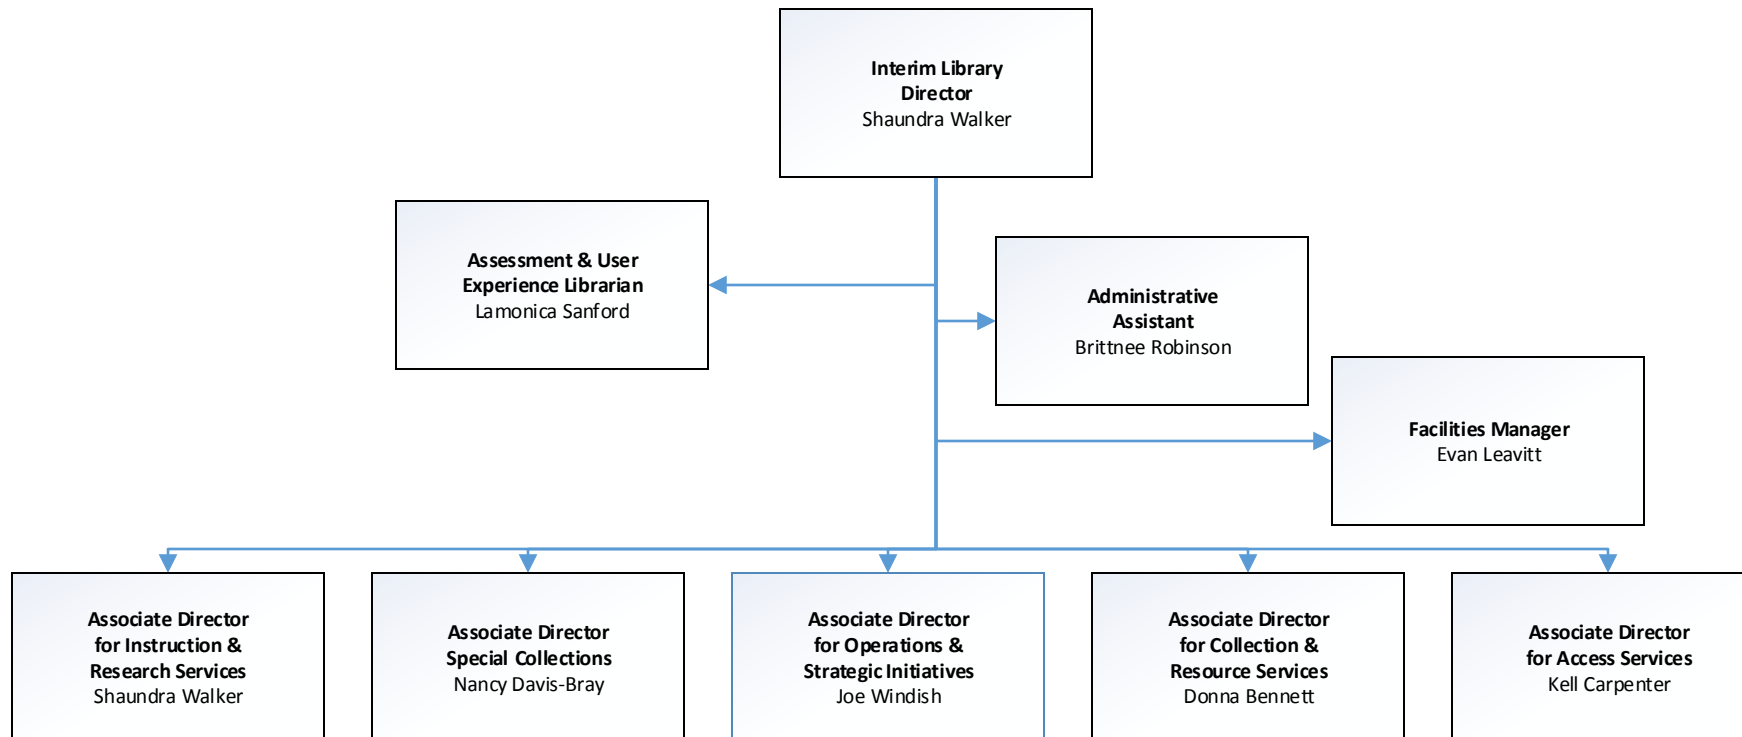 Interim Library
Director
Shaundra Walker
Assessment & User
Experience Librarian
Lamonica Sanford
Administrative
Assistant
Brittnee Robinson
Facilities Manager
Evan Leavitt
Associate Director
for Instruction &
Research Services
Shaundra Walker
Associate Director
Special Collections
Nancy Davis-Bray
Associate Director
for Operations &
Strategic Initiatives
Joe Windish
Associate Director
for Collection &
Resource Services
Donna Bennett
Associate Director
for Access Services
Kell Carpenter